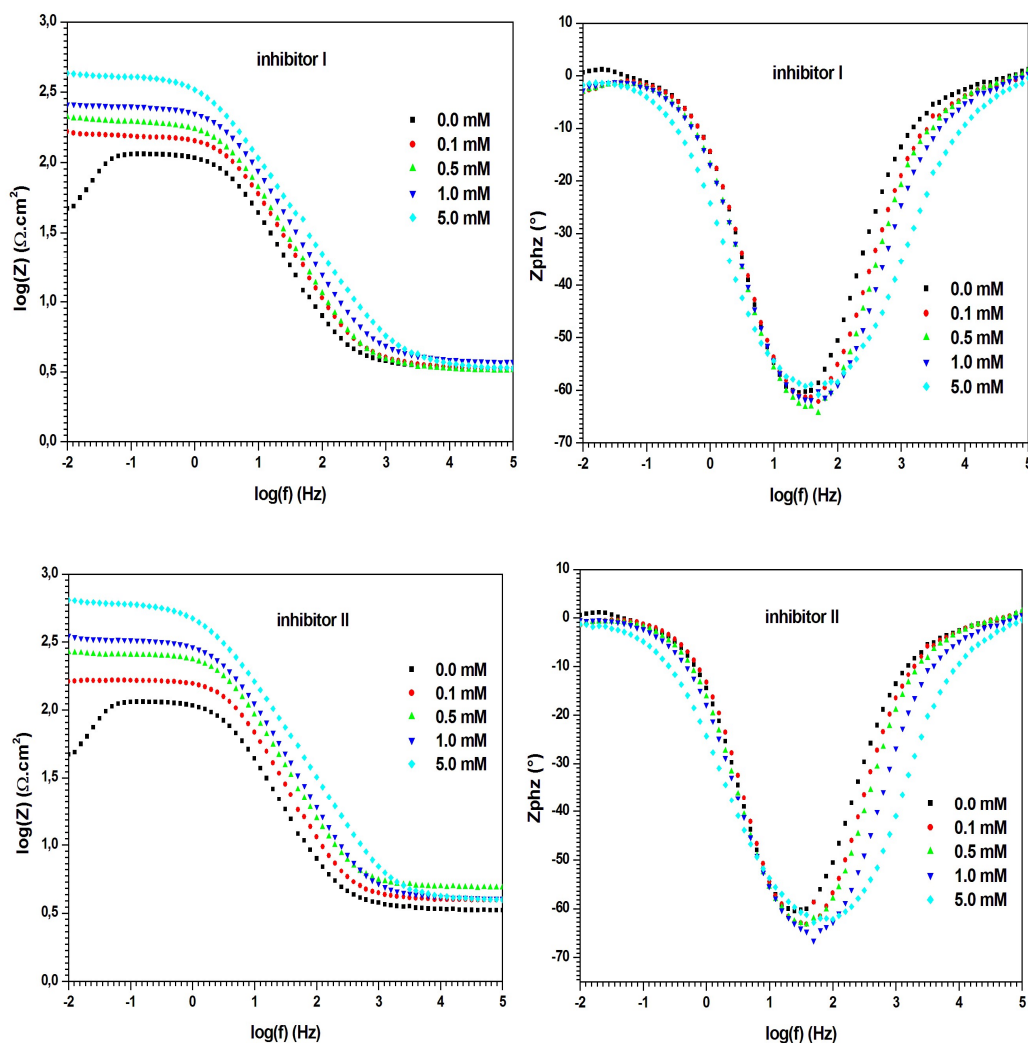 3,0
2,5
2,0
1,5
1,0
0,5
0,0
log(Z) (Ω.cm2)
inhibitor I
0.0 mM
0.1 mM
0.5 mM
1.0 mM
5.0 mM
-2 -1 0 1 2 3 4 5
log(f) (Hz)
10
0
-10
-20
-30
-40
-50
-60
-70
Zphz (°)
inhibitor I
0.0 mM
0.1 mM
0.5 mM
1.0 mM
5.0 mM
-2 -1 0 1 2 3 4 5
log(f) (Hz)
3,0
2,5
2,0
1,5
1,0
0,5
0,0
log(Z) (Ω.cm²)
inhibitor II
0.0 mM
0.1 mM
0.5 mM
1.0 mM
5.0 mM
-2 -1 0 1 2 3 4 5
log(f) (Hz)
10
0
-10
-20
-30
-40
-50
-60
-70
Zphz (°)
inhibitor II
0.0 mM
0.1 mM
0.5 mM
1.0 mM
5.0 mM
-2 -1 0 1 2 3 4 5
log(f) (Hz)